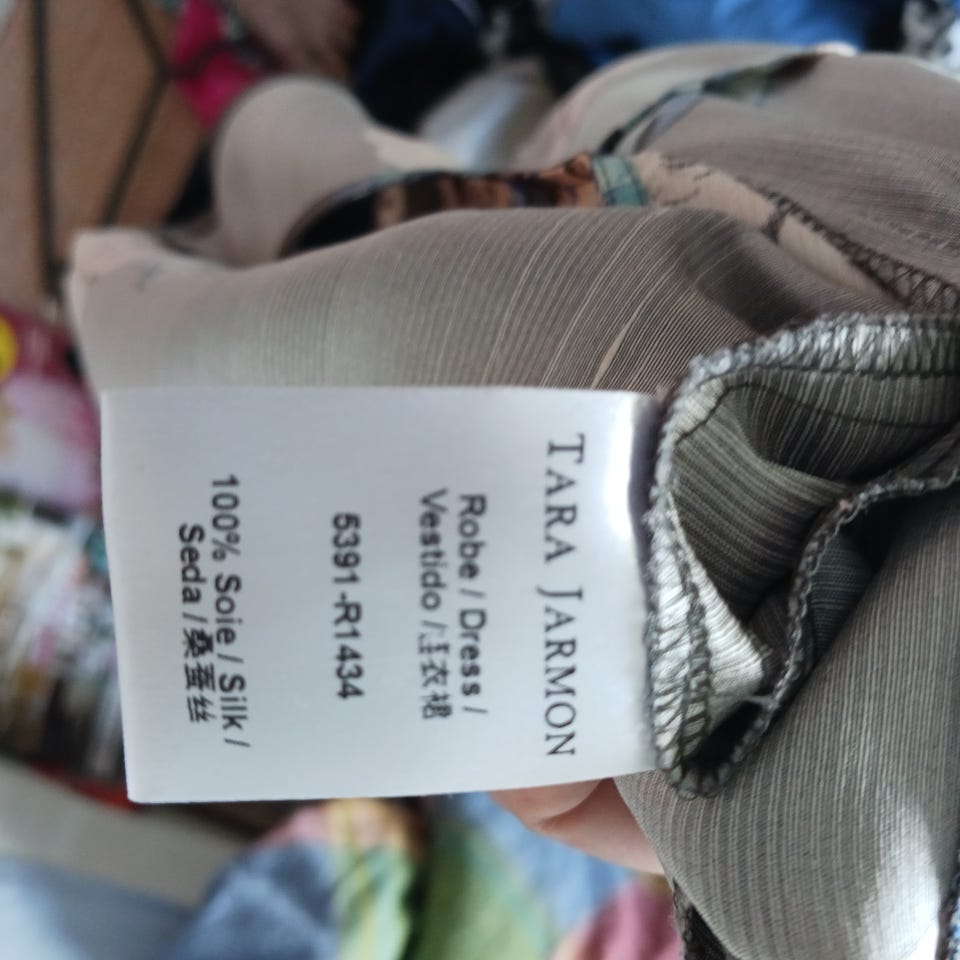 TARA JARMON
Robe / Dress /
Vestido / 连衣裙
5391-R1434
100% Soie / Silk /
Seda / 桑蚕丝